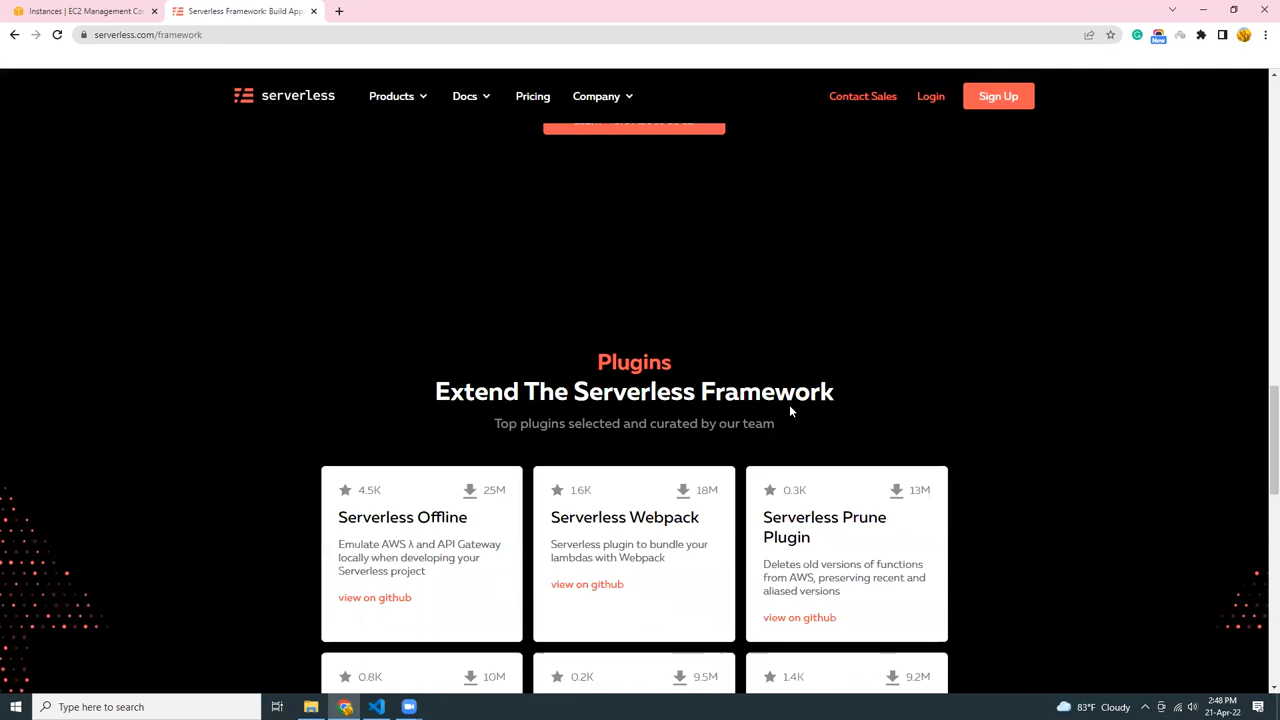 Instances | EC2 Management Co
Serverless Framework: Build App
serverless.com/framework
New
serverless
Products
Docs
Pricing
Company
Contact Sales
Login
Sign Up
Plugins
Extend The Serverless Framework
Top plugins selected and curated by our team
4.5K
25M
Serverless Offline
Emulate AWS λ and API Gateway
locally when developing your
Serverless project
view on github
1.6K
18M
Serverless Webpack
Serverless plugin to bundle your
lambdas with Webpack
view on github
0.3K
13M
Serverless Prune
Plugin
Deletes old versions of functions
from AWS, preserving recent and
aliased versions
view on github
0.8K
10M
0.2K
9.5M
1.4K
9.2M
Type here to search
83°F Cloudy
2:48 PM
21-Apr-22